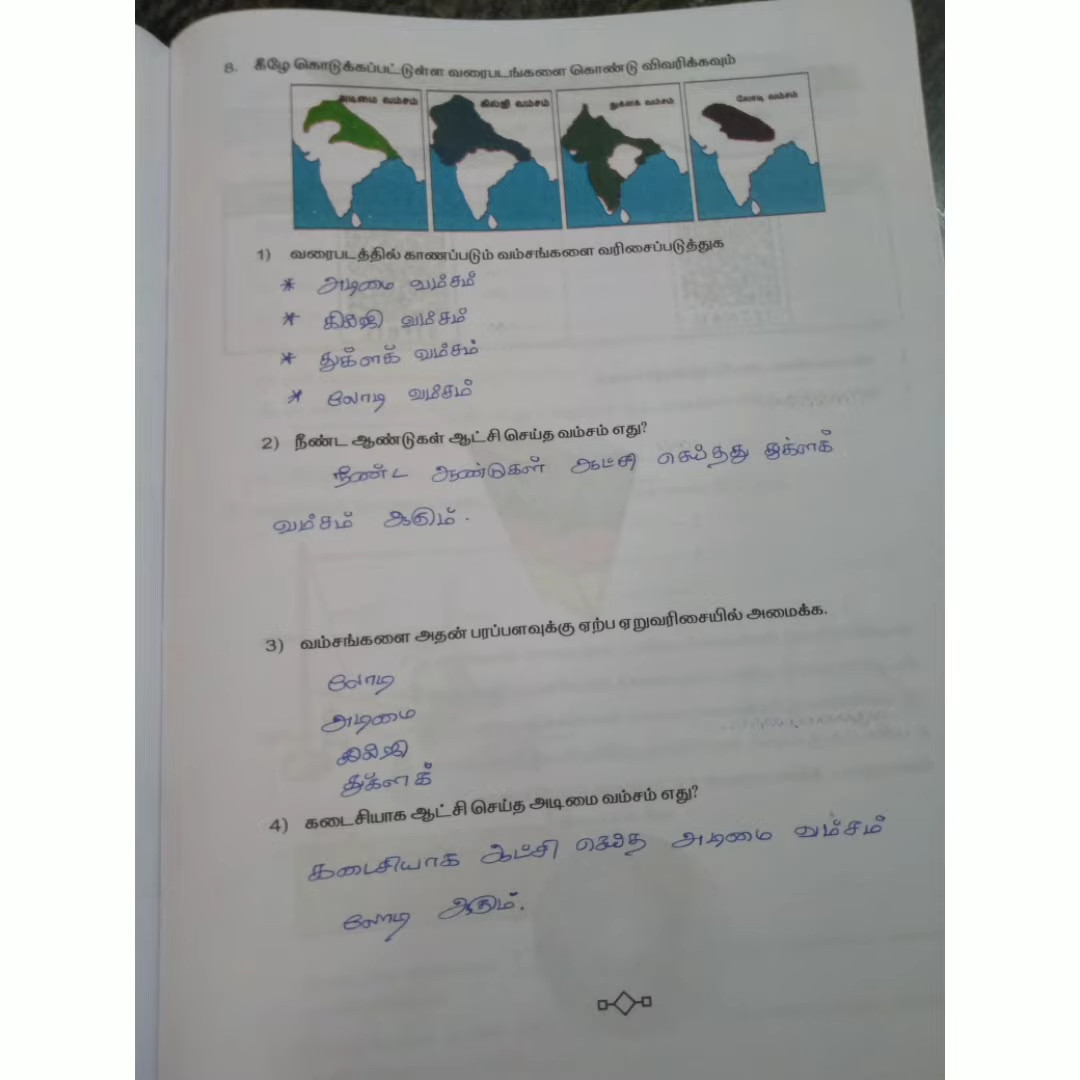 8. கீழே கொடுக்கப்பட்டுள்ள வரைபடங்களை கொண்டு விவரிக்கவும்
அடிமை வம்சம் கில்ஜி வம்சம் துக்ளக் வம்சம் லோடி வம்சம்
1) வரைபடத்தில் காணப்படும் வம்சங்களை வரிசைப்படுத்துக
* அடிமை வம்சம்
* கில்ஜி வம்சம்
* துக்ளக் வம்சம்
* லோடி வம்சம்
2) நீண்ட ஆண்டுகள் ஆட்சி செய்த வம்சம் எது?
நீண்ட ஆண்டுகள் ஆட்சி செய்தது துக்ளக்
வம்சம் ஆகும்.
3) வம்சங்களை அதன் பரப்பளவுக்கு ஏற்ப ஏறுவரிசையில் அமைக்க.
லோடி
அடிமை
கில்ஜி
துக்ளக்
4) கடைசியாக ஆட்சி செய்த அடிமை வம்சம் எது?
கடைசியாக ஆட்சி செய்த அடிமை வம்சம்
லோடி ஆகும்.